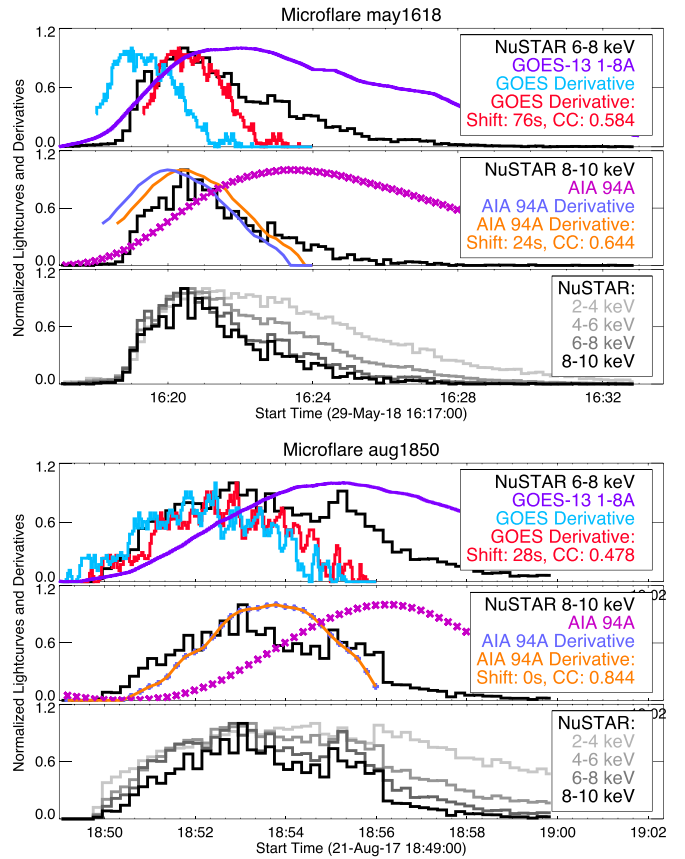 Microflare may1618
Normalized Lightcurves and Derivatives
1.2
0.6
0.0
NuSTAR 6-8 keV
GOES-13 1-8A
GOES Derivative
GOES Derivative:
Shift: 76s, CC: 0.584
1.2
0.6
0.0
NuSTAR 8-10 keV
AIA 94A
AIA 94A Derivative
AIA 94A Derivative:
Shift: 24s, CC: 0.644
1.2
0.6
0.0
NuSTAR:
2-4 keV
4-6 keV
6-8 keV
8-10 keV
16:20 16:24 16:28 16:32
Start Time (29-May-18 16:17:00)
Microflare aug1850
Normalized Lightcurves and Derivatives
1.2
0.6
0.0
NuSTAR 6-8 keV
GOES-13 1-8A
GOES Derivative
GOES Derivative:
Shift: 28s, CC: 0.478
1.2
0.6
0.0
NuSTAR 8-10 keV
AIA 94A
AIA 94A Derivative
AIA 94A Derivative:
Shift: 0s, CC: 0.844
1.2
0.6
0.0
NuSTAR:
2-4 keV
4-6 keV
6-8 keV
8-10 keV
18:50 18:52 18:54 18:56 18:58 19:00 19:02
Start Time (21-Aug-17 18:49:00)